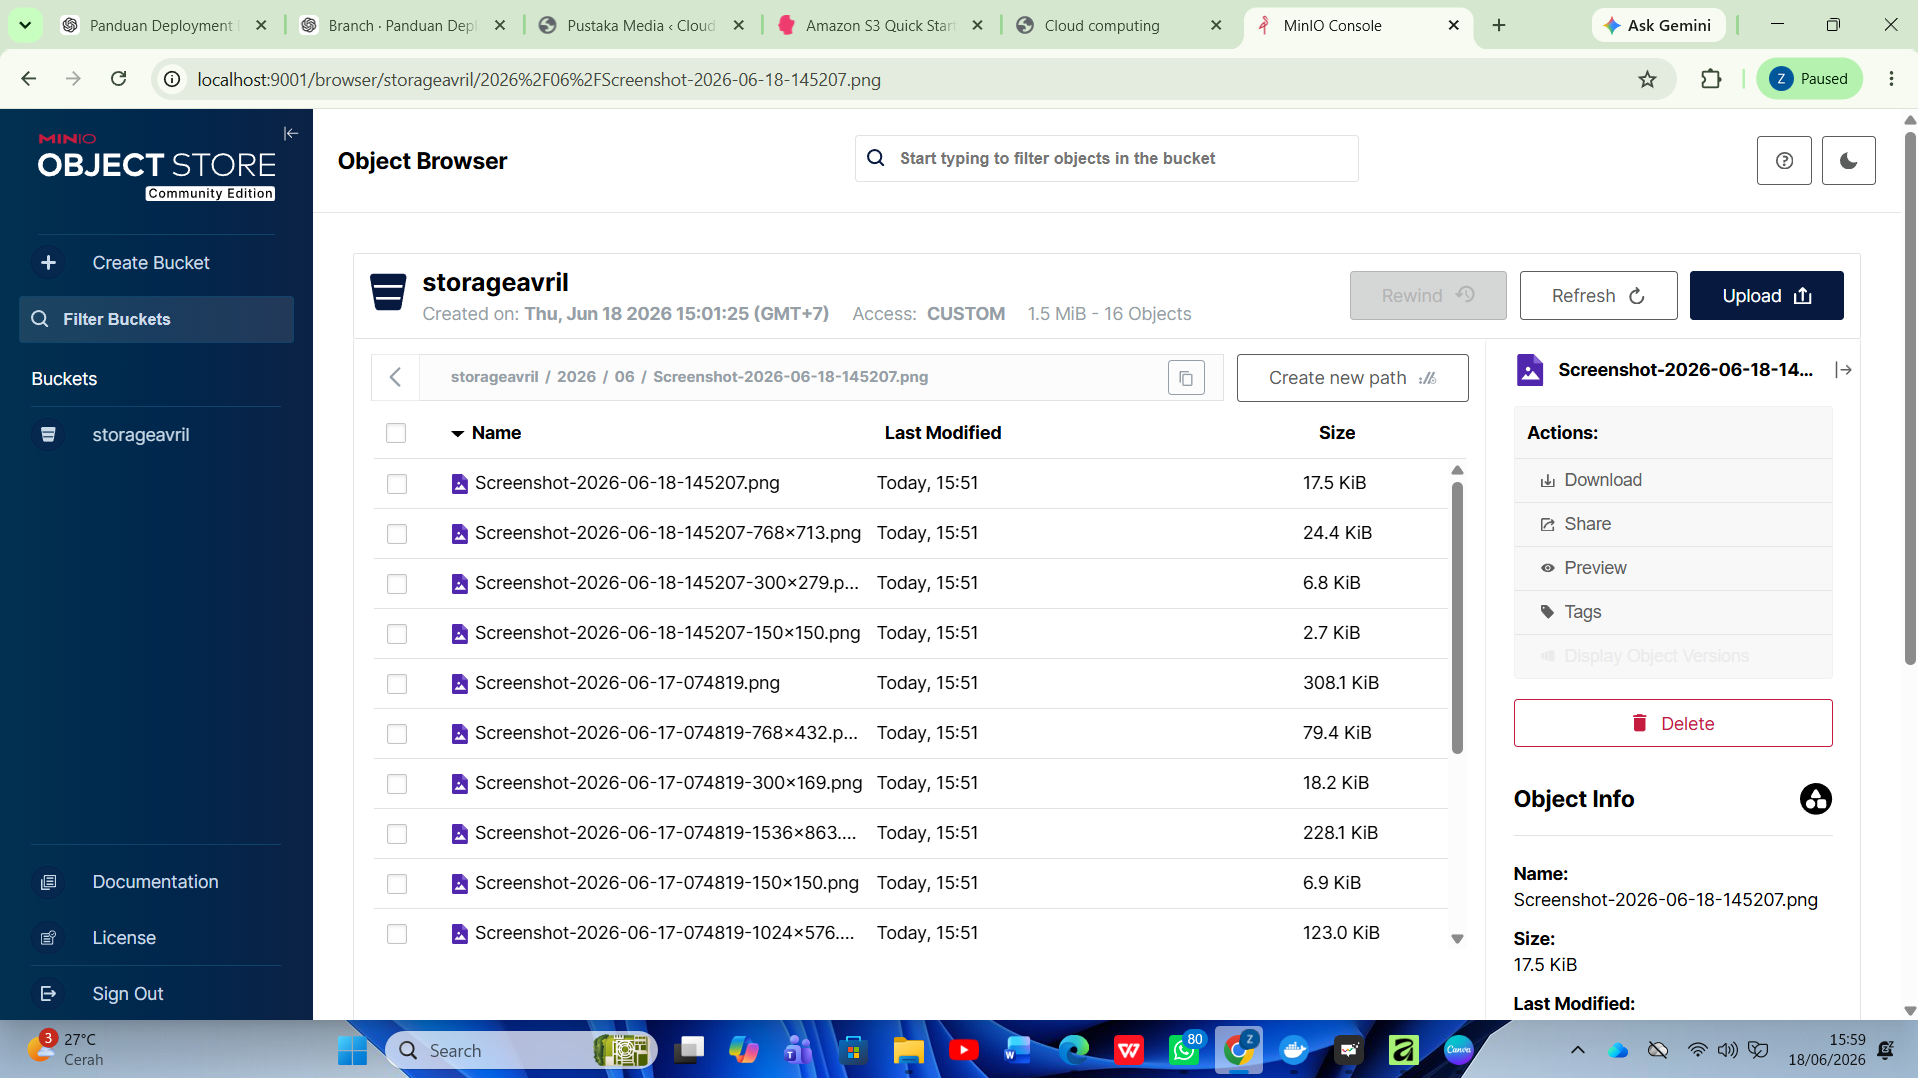 Panduan Deployment
Branch · Panduan Dep
Pustaka Media ‹ Cloud
Amazon S3 Quick Start
Cloud computing
MinIO Console
Ask Gemini
localhost:9001/browser/storageavril/2026%2F06%2FScreenshot-2026-06-18-145207.png
Z Paused
MINIO
OBJECT STORE
Community Edition
Create Bucket
Filter Buckets
Buckets
storageavril
Documentation
License
Sign Out
Object Browser
Start typing to filter objects in the bucket
storageavril
Created on: Thu, Jun 18 2026 15:01:25 (GMT+7) Access: CUSTOM 1.5 MiB - 16 Objects
Rewind
Refresh
Upload
storageavril / 2026 / 06 / Screenshot-2026-06-18-145207.png
Create new path
Name Last Modified Size
Screenshot-2026-06-18-145207.png Today, 15:51 17.5 KiB
Screenshot-2026-06-18-145207-768×713.png Today, 15:51 24.4 KiB
Screenshot-2026-06-18-145207-300×279.p... Today, 15:51 6.8 KiB
Screenshot-2026-06-18-145207-150×150.png Today, 15:51 2.7 KiB
Screenshot-2026-06-17-074819.png Today, 15:51 308.1 KiB
Screenshot-2026-06-17-074819-768×432.p... Today, 15:51 79.4 KiB
Screenshot-2026-06-17-074819-300×169.png Today, 15:51 18.2 KiB
Screenshot-2026-06-17-074819-1536×863.... Today, 15:51 228.1 KiB
Screenshot-2026-06-17-074819-150×150.png Today, 15:51 6.9 KiB
Screenshot-2026-06-17-074819-1024×576.... Today, 15:51 123.0 KiB
Screenshot-2026-06-18-14...
Actions:
Download
Share
Preview
Tags
Display Object Versions
Delete
Object Info
Name:
Screenshot-2026-06-18-145207.png
Size:
17.5 KiB
Last Modified:
3
27°C
Cerah
Search
80
Z
Canva
15:59
18/06/2026